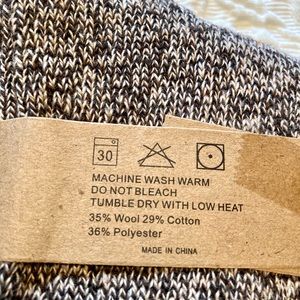 30
MACHINE WASH WARM
DO NOT BLEACH
TUMBLE DRY WITH LOW HEAT
35% Wool 29% Cotton
36% Polyester
MADE IN CHINA